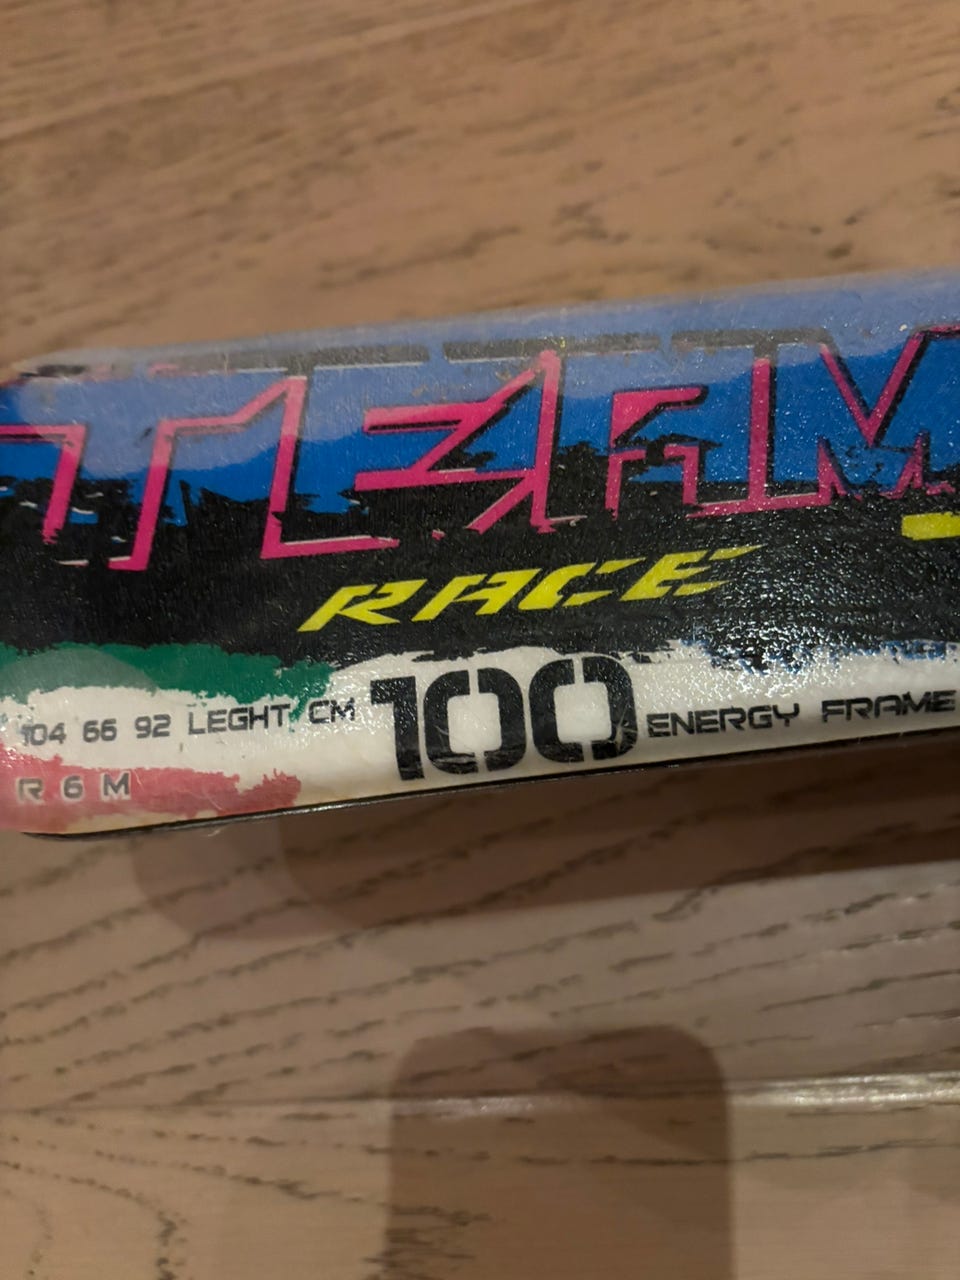 TEAM
RACE
104 66 92 LEGHT CM 100 ENERGY FRAME
R 6 M